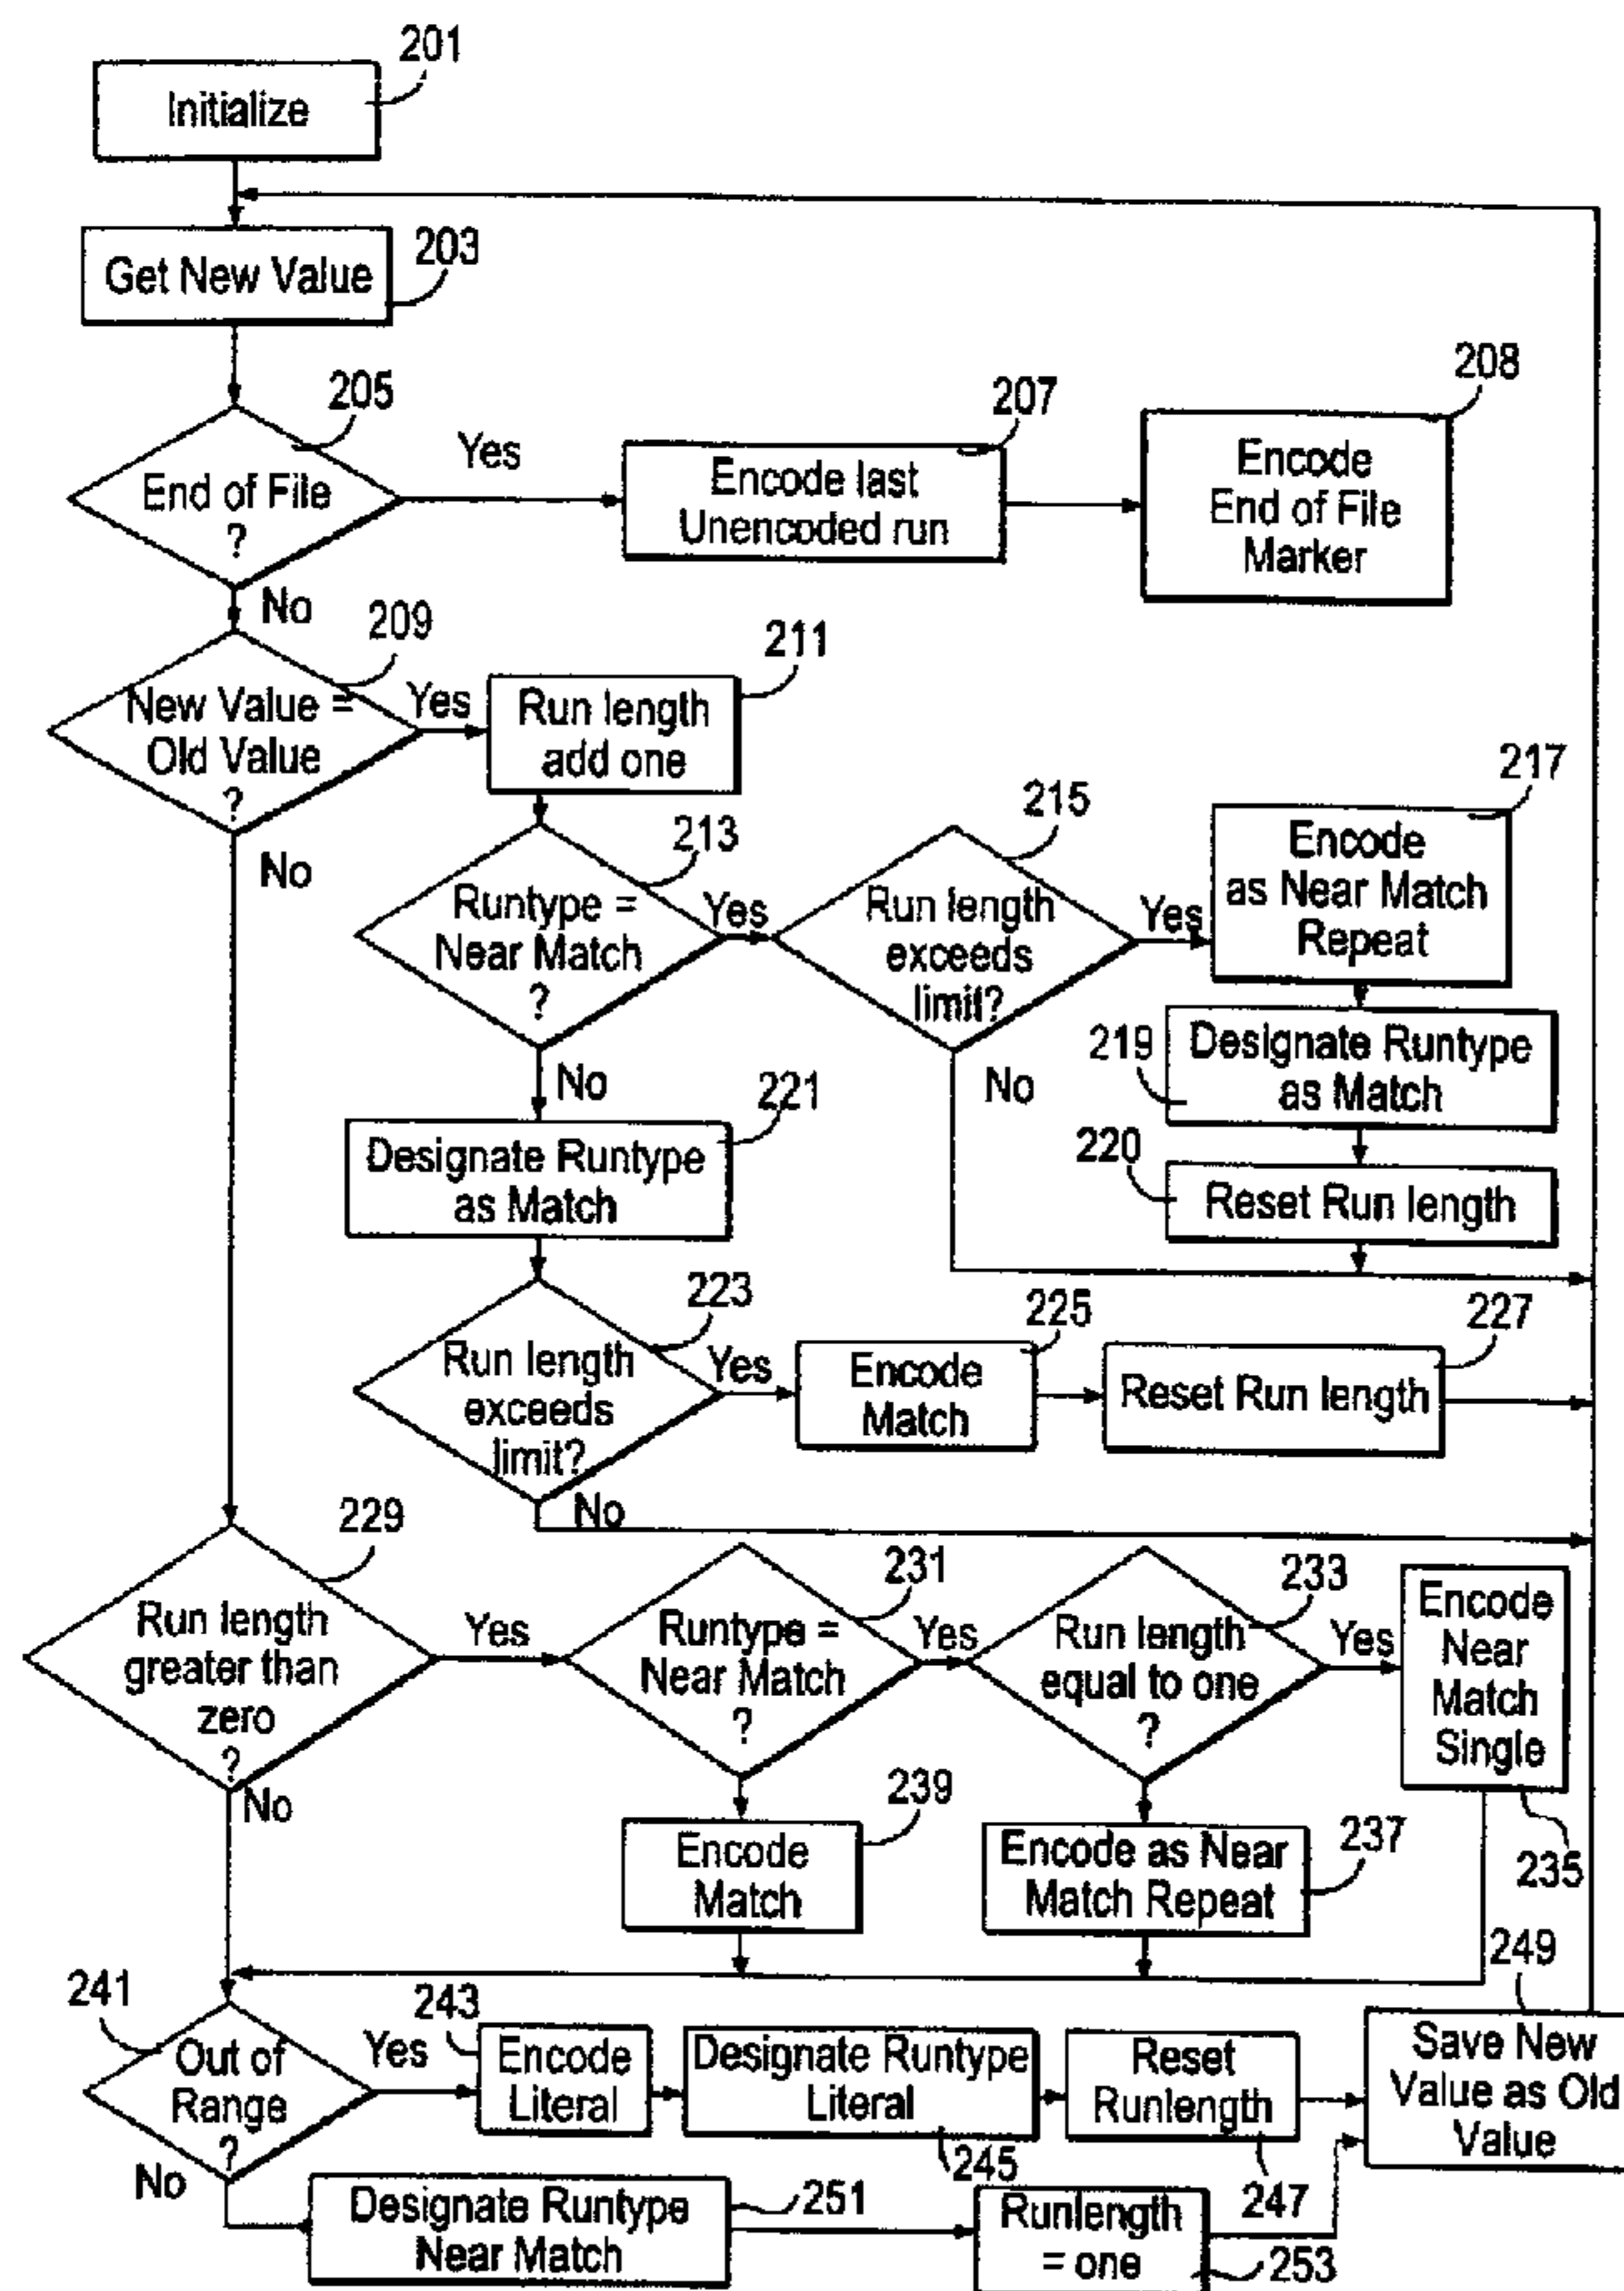 201
Initialize
Get New Value
203
205
End of File
?
Yes
No
207
Encode last
Unencoded run
208
Encode
End of File
Marker
209
New Value =
Old Value
?
Yes
No
211
Run length
add one
213
Runtype =
Near Match
?
Yes
No
215
Run length
exceeds
limit?
Yes
No
217
Encode
as Near Match
Repeat
219
Designate Runtype
as Match
220
Reset Run length
221
Designate Runtype
as Match
223
Run length
exceeds
limit?
Yes
No
225
Encode
Match
227
Reset Run length
229
Run length
greater than
zero
?
Yes
No
231
Runtype =
Near Match
?
Yes
233
Run length
equal to one
?
Yes
Encode
Near
Match
Single
235
239
Encode
Match
237
Encode as Near
Match Repeat
241
Out of
Range
?
Yes
No
243
Encode
Literal
Designate Runtype
Literal
245
Reset
Runlength
247
249
Save New
Value as Old
Value
Designate Runtype
Near Match
251
Runlength
= one
253